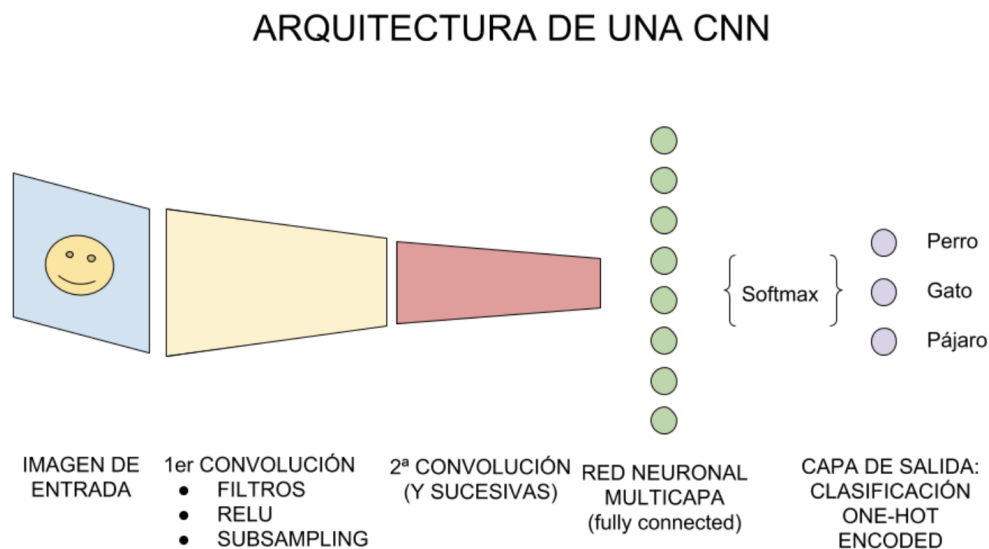 ARQUITECTURA DE UNA CNN
Perro
Softmax
Gato
Pájaro
IMAGEN DE
ENTRADA
1er CONVOLUCIÓN
● FILTROS
● RELU
● SUBSAMPLING
2ª CONVOLUCIÓN
(Y SUCESIVAS)
RED NEURONAL
MULTICAPA
(fully connected)
CAPA DE SALIDA:
CLASIFICACIÓN
ONE-HOT
ENCODED